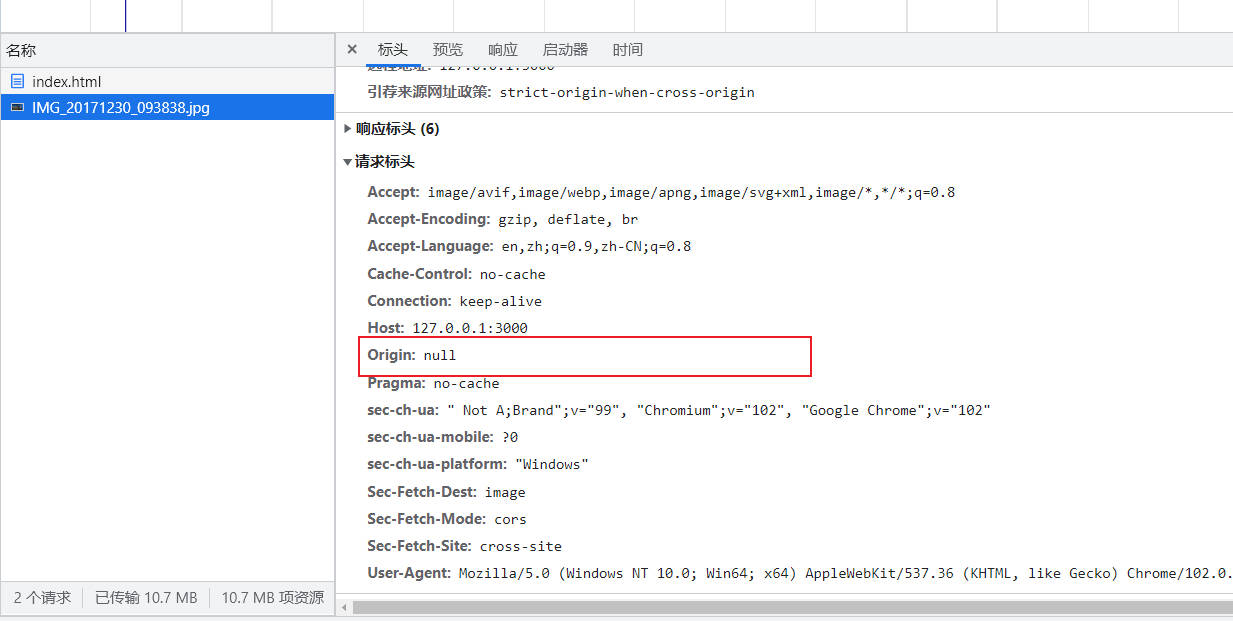 名称
× 标头 预览 响应 启动器 时间
index.html
IMG_20171230_093838.jpg
远程地址: 127.0.0.1:3000
引荐来源网址政策: strict-origin-when-cross-origin
响应标头 (6)
请求标头
Accept: image/avif,image/webp,image/apng,image/svg+xml,image/*,*/*;q=0.8
Accept-Encoding: gzip, deflate, br
Accept-Language: en,zh;q=0.9,zh-CN;q=0.8
Cache-Control: no-cache
Connection: keep-alive
Host: 127.0.0.1:3000
Origin: null
Pragma: no-cache
sec-ch-ua: " Not A;Brand";v="99", "Chromium";v="102", "Google Chrome";v="102"
sec-ch-ua-mobile: ?0
sec-ch-ua-platform: "Windows"
Sec-Fetch-Dest: image
Sec-Fetch-Mode: cors
Sec-Fetch-Site: cross-site
User-Agent: Mozilla/5.0 (Windows NT 10.0; Win64; x64) AppleWebKit/537.36 (KHTML, like Gecko) Chrome/102.0.
2 个请求 已传输 10.7 MB 10.7 MB 项资源